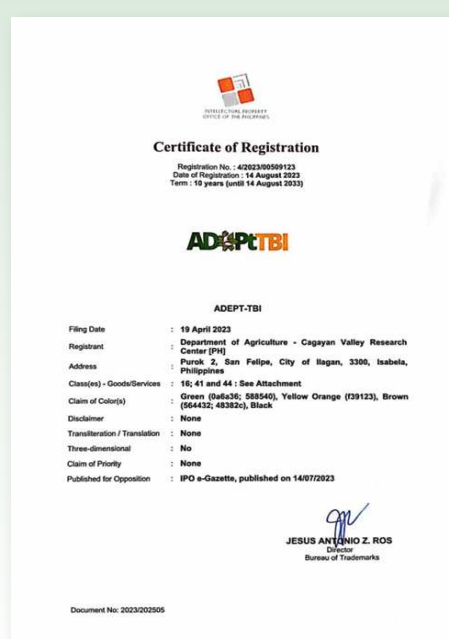 INTELLECTUAL PROPERTY
OFFICE OF THE PHILIPPINES
Certificate of Registration
Registration No. : 4/2023/00509123
Date of Registration : 14 August 2023
Term : 10 years (until 14 August 2033)
ADEPtTBI
ADEPT-TBI
Filing Date : 19 April 2023
Registrant : Department of Agriculture - Cagayan Valley Research
Center [PH]
Address : Purok 2, San Felipe, City of Ilagan, 3300, Isabela,
Philippines
Class(es) - Goods/Services : 16; 41 and 44 : See Attachment
Claim of Color(s) : Green (0a6a36; 588540), Yellow Orange (f39123), Brown
(564432; 48382c), Black
Disclaimer : None
Transliteration / Translation : None
Three-dimensional : No
Claim of Priority : None
Published for Opposition : IPO e-Gazette, published on 14/07/2023
JESUS ANTONIO Z. ROS
Director
Bureau of Trademarks
Document No: 2023/202505